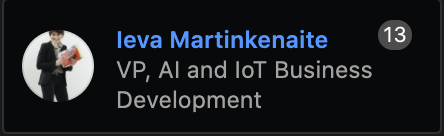 Ieva Martinkenaite
13
VP, AI and IoT Business
Development